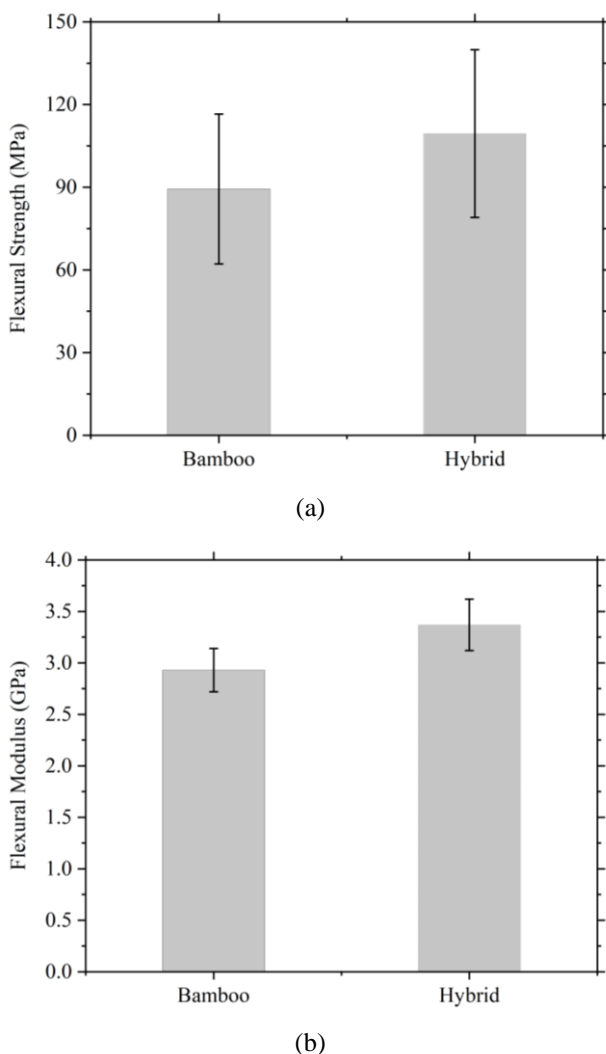 150
120
90
60
30
0
Flexural Strength (MPa)
Bamboo Hybrid
(a)
4.0
3.5
3.0
2.5
2.0
1.5
1.0
0.5
0.0
Flexural Modulus (GPa)
Bamboo Hybrid
(b)